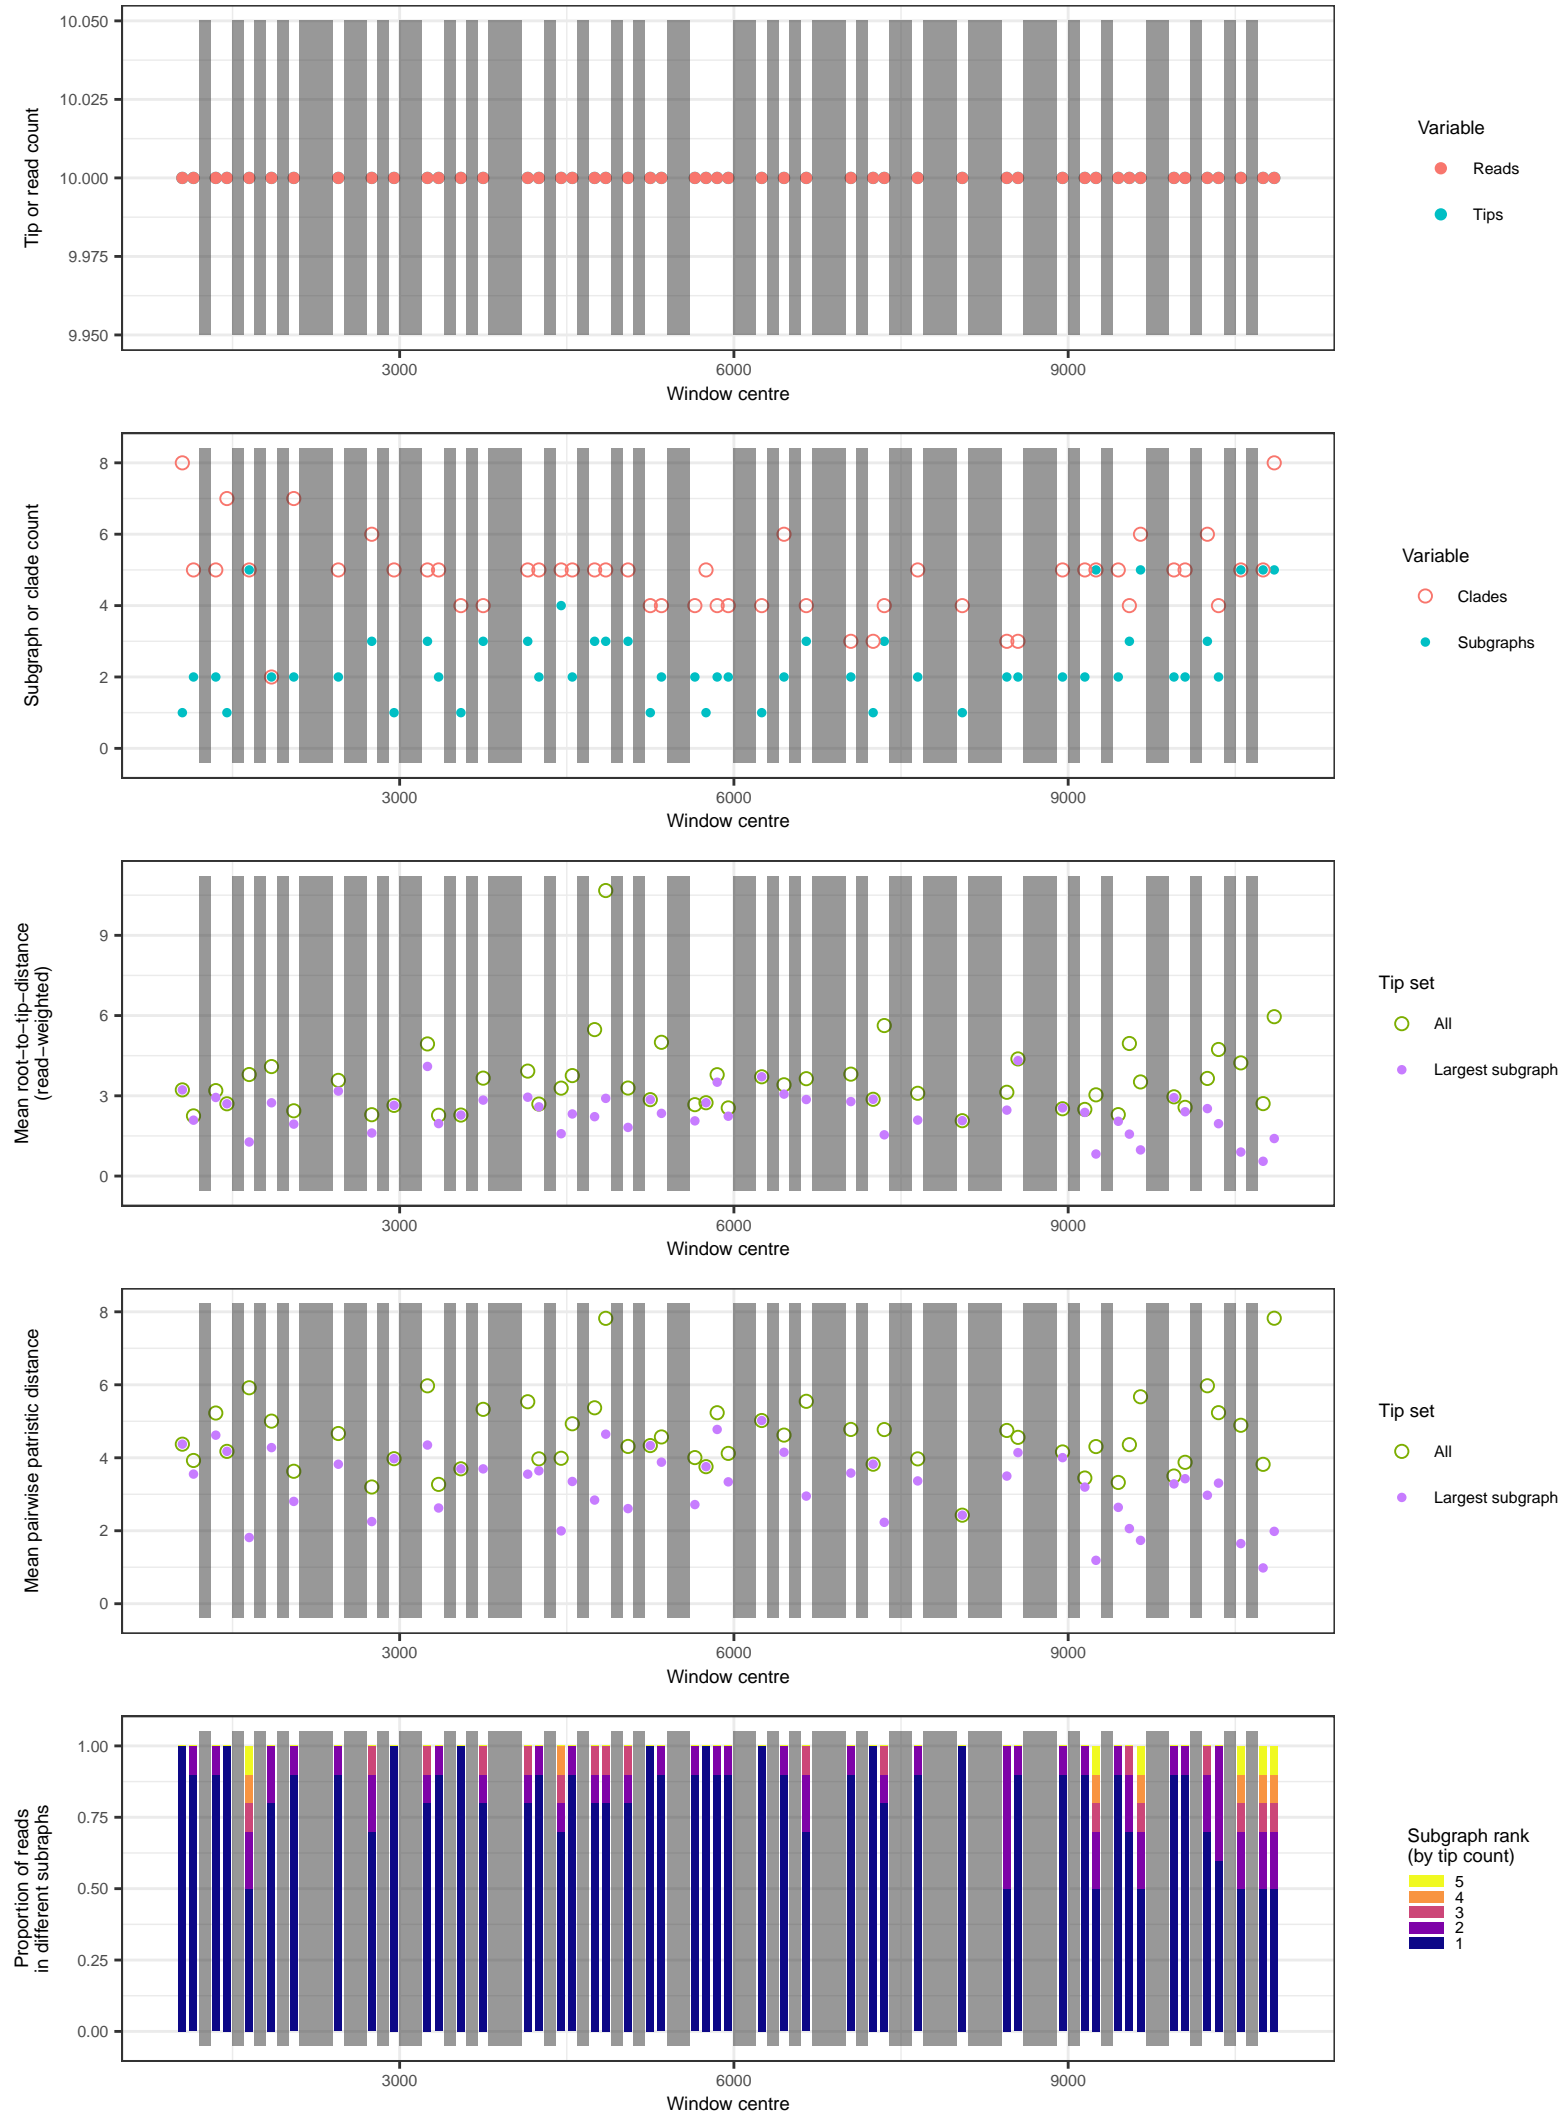 10.050
10.025
10.000
9.975
9.950
Tip or read count
3000
6000
9000
Window centre
Variable
Reads
Tips
8
6
4
2
0
Subgraph or clade count
3000
6000
9000
Window centre
Variable
Clades
Subgraphs
9
6
3
0
Mean root−to−tip−distance
(read−weighted)
3000
6000
9000
Window centre
Tip set
All
Largest subgraph
8
6
4
2
0
Mean pairwise patristic distance
3000
6000
9000
Window centre
Tip set
All
Largest subgraph
1.00
0.75
0.50
0.25
0.00
Proportion of reads
in different subraphs
3000
6000
9000
Window centre
Subgraph rank
(by tip count)
5
4
3
2
1